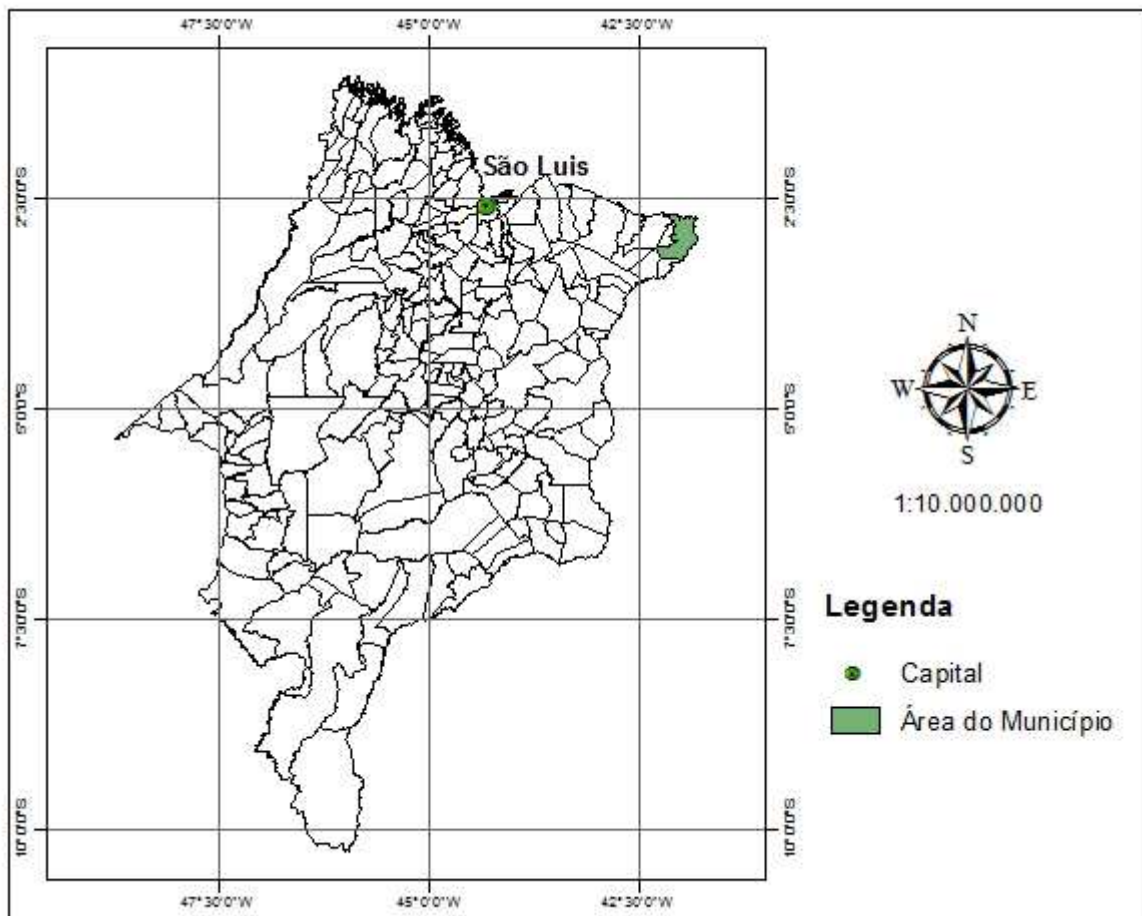 47°30'0"W 45°0'0"W 42°30'0"W
São Luis
2°30'0"S 2°30'0"S
5°0'0"S 5°0'0"S
7°30'0"S 7°30'0"S
10°0'0"S 10°0'0"S
47°30'0"W 45°0'0"W 42°30'0"W
N
W E
S
1:10.000.000
Legenda
Capital
Área do Município